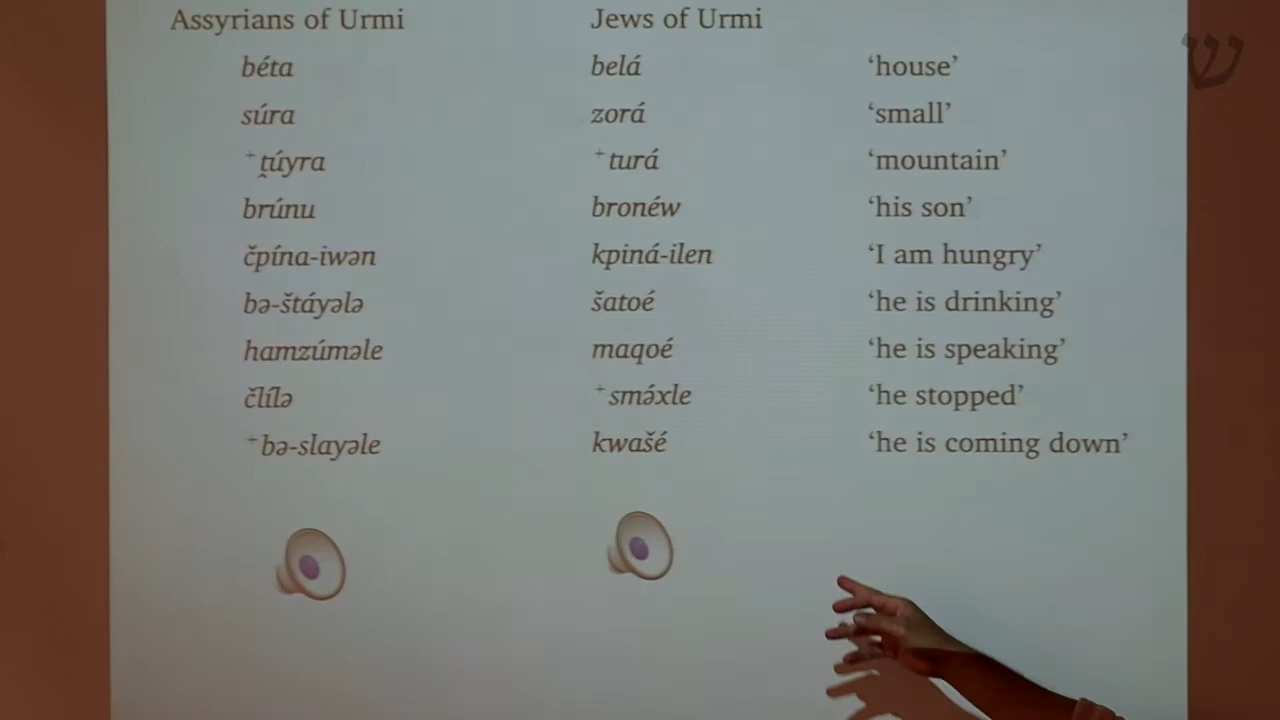 Assyrians of Urmi Jews of Urmi
béta belá ‘house’
súra zorá ‘small’
⁺ṱúyra ⁺turá ‘mountain’
brúnu bronéw ‘his son’
čpína-iwən kpiná-ilen ‘I am hungry’
bə-štáyələ šatoé ‘he is drinking’
hamzúməle maqoé ‘he is speaking’
člílə ⁺smáxle ‘he stopped’
⁺bə-slayəle kwašé ‘he is coming down’
ש